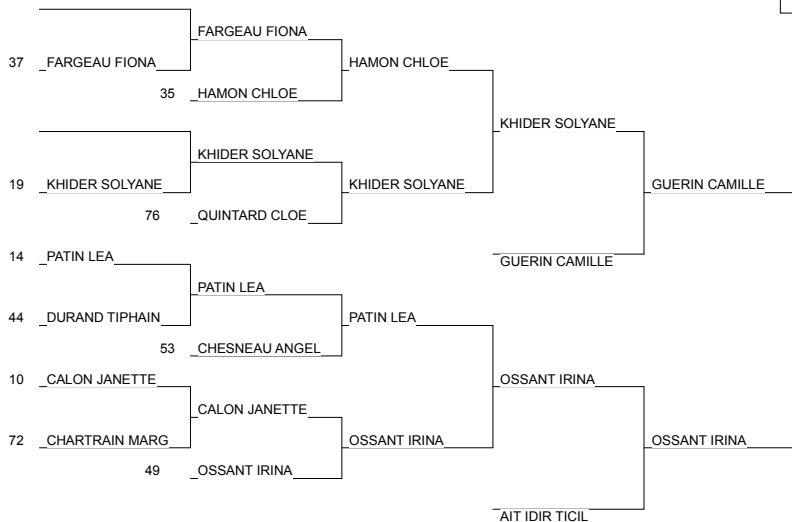 FARGEAU FIONA
37 FARGEAU FIONA HAMON CHLOE
35 HAMON CHLOE
KHIDER SOLYANE
KHIDER SOLYANE
19 KHIDER SOLYANE KHIDER SOLYANE GUERIN CAMILLE
76 QUINTARD CLOE
14 PATIN LEA GUERIN CAMILLE
PATIN LEA
44 DURAND TIPHAIN PATIN LEA
53 CHESNEAU ANGEL
10 CALON JANETTE OSSANT IRINA
CALON JANETTE
72 CHARTRAIN MARG OSSANT IRINA OSSANT IRINA
49 OSSANT IRINA
AIT IDIR TICIL